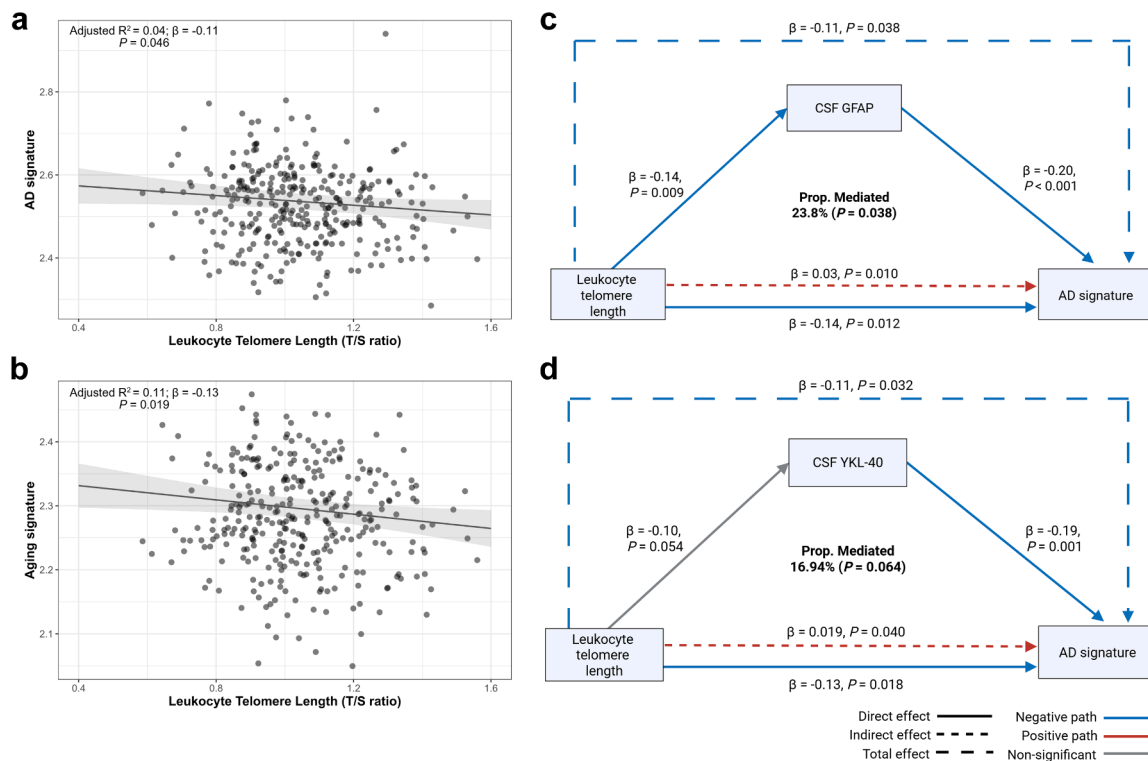 a
Adjusted R² = 0.04; β = -0.11
P = 0.046
AD signature
2.8
2.6
2.4
0.4
0.8
1.2
1.6
Leukocyte Telomere Length (T/S ratio)
b
Adjusted R² = 0.11; β = -0.13
P = 0.019
Aging signature
2.4
2.3
2.2
2.1
0.4
0.8
1.2
1.6
Leukocyte Telomere Length (T/S ratio)
c
β = -0.11, P = 0.038
CSF GFAP
β = -0.14,
P = 0.009
β = -0.20,
P < 0.001
Prop. Mediated
23.8% (P = 0.038)
Leukocyte
telomere
length
β = 0.03, P = 0.010
β = -0.14, P = 0.012
AD signature
d
β = -0.11, P = 0.032
CSF YKL-40
β = -0.10,
P = 0.054
β = -0.19,
P = 0.001
Prop. Mediated
16.94% (P = 0.064)
Leukocyte
telomere
length
β 0.019, P = 0.040
β = -0.13, P = 0.018
AD signature
Direct effect
Negative path
Indirect effect
Positive path
Total effect
Non-significant